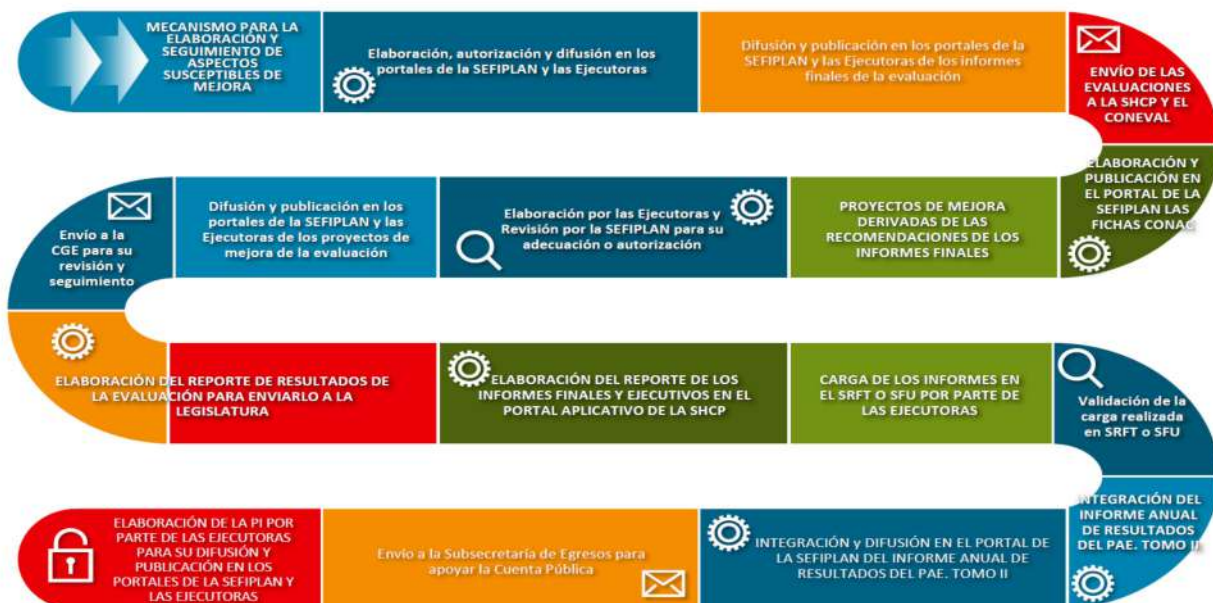 MECANISMO PARA LA
ELABORACIÓN Y
SEGUIMIENTO DE
ASPECTOS
SUSCEPTIBLES DE
MEJORA
Elaboración, autorización y difusión en los
portales de la SEFIPLAN y las Ejecutoras
Difusión y publicación en los portales de la
SEFIPLAN y las Ejecutoras de los informes
finales de la evaluación
ENVÍO DE LAS
EVALUACIONES
A LA SHCP Y EL
CONEVAL
ELABORACIÓN Y
PUBLICACIÓN EN
EL PORTAL DE LA
SEFIPLAN LAS
FICHAS CONAC
PROYECTOS DE MEJORA
DERIVADAS DE LAS
RECOMENDACIONES DE LOS
INFORMES FINALES
Elaboración por las Ejecutoras y
Revisión por la SEFIPLAN para su
adecuación o autorización
Difusión y publicación en los
portales de la SEFIPLAN y las
Ejecutoras de los proyectos de
mejora de la evaluación
Envío a la
CGE para su
revisión y
seguimiento
ELABORACIÓN DEL REPORTE DE RESULTADOS DE
LA EVALUACIÓN PARA ENVIARLO A LA
LEGISLATURA
ELABORACIÓN DEL REPORTE DE LOS
INFORMES FINALES Y EJECUTIVOS EN EL
PORTAL APLICATIVO DE LA SHCP
CARGA DE LOS INFORMES EN
EL SRFT O SFU POR PARTE DE
LAS EJECUTORAS
Validación de la
carga realizada
en SRFT o SFU
INTEGRACIÓN DEL
INFORME ANUAL
DE RESULTADOS
DEL PAE. TOMO II
INTEGRACIÓN y DIFUSIÓN EN EL PORTAL DE
LA SEFIPLAN DEL INFORME ANUAL DE
RESULTADOS DEL PAE. TOMO II
Envío a la Subsecretaría de Egresos para
apoyar la Cuenta Pública
ELABORACIÓN DE LA PI POR
PARTE DE LAS EJECUTORAS
PARA SU DIFUSIÓN Y
PUBLICACIÓN EN LOS
PORTALES DE LA SEFIPLAN Y
LAS EJECUTORAS